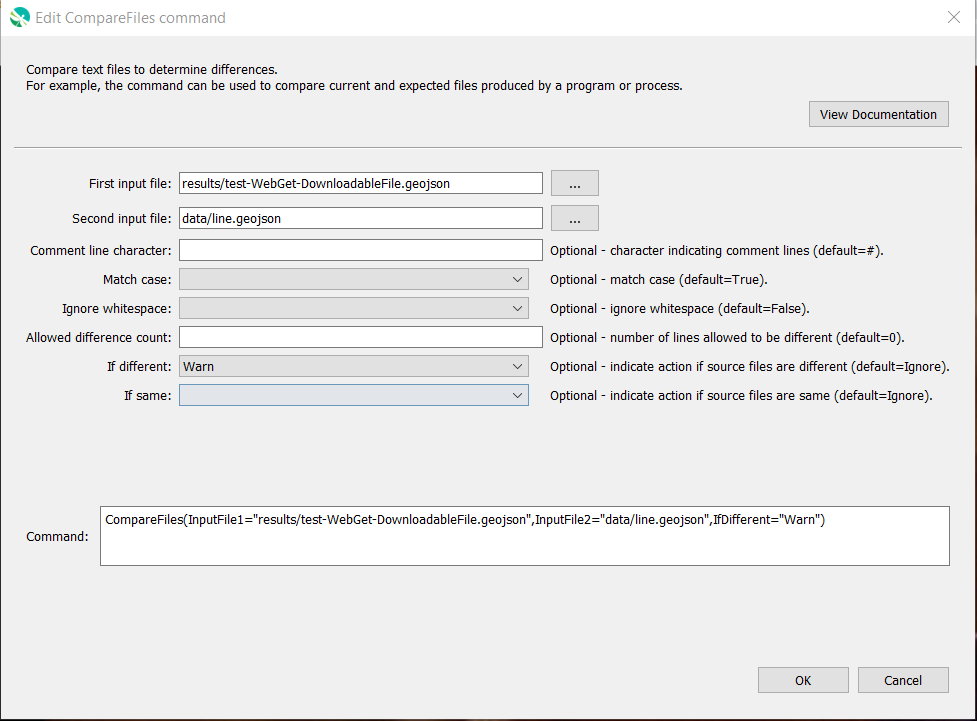 Edit CompareFiles command
Compare text files to determine differences.
For example, the command can be used to compare current and expected files produced by a program or process.
View Documentation
First input file: results/test-WebGet-DownloadableFile.geojson ...
Second input file: data/line.geojson ...
Comment line character: Optional - character indicating comment lines (default=#).
Match case: Optional - match case (default=True).
Ignore whitespace: Optional - ignore whitespace (default=False).
Allowed difference count: Optional - number of lines allowed to be different (default=0).
If different: Warn Optional - indicate action if source files are different (default=Ignore).
If same: Optional - indicate action if source files are same (default=Ignore).
Command: CompareFiles(InputFile1="results/test-WebGet-DownloadableFile.geojson",InputFile2="data/line.geojson",IfDifferent="Warn")
OK Cancel